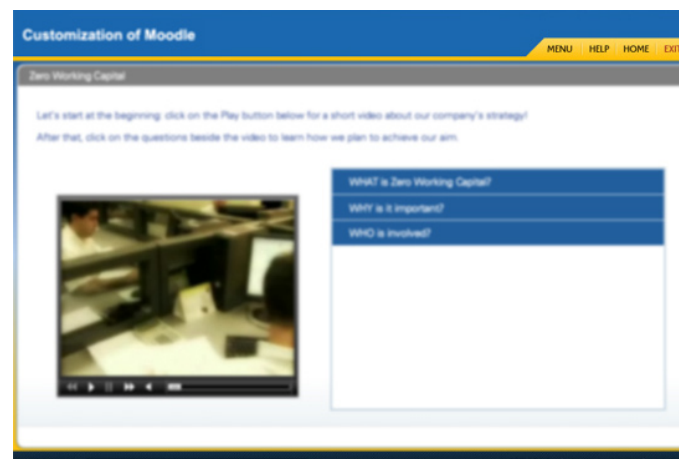 Customization of Moodle
MENU HELP HOME EXIT
Zero Working Capital
Let's start at the beginning: click on the Play button below for a short video about our company's strategy!
After that, click on the questions beside the video to learn how we plan to achieve our aim.
WHAT is Zero Working Capital?
WHY is it important?
WHO is involved?